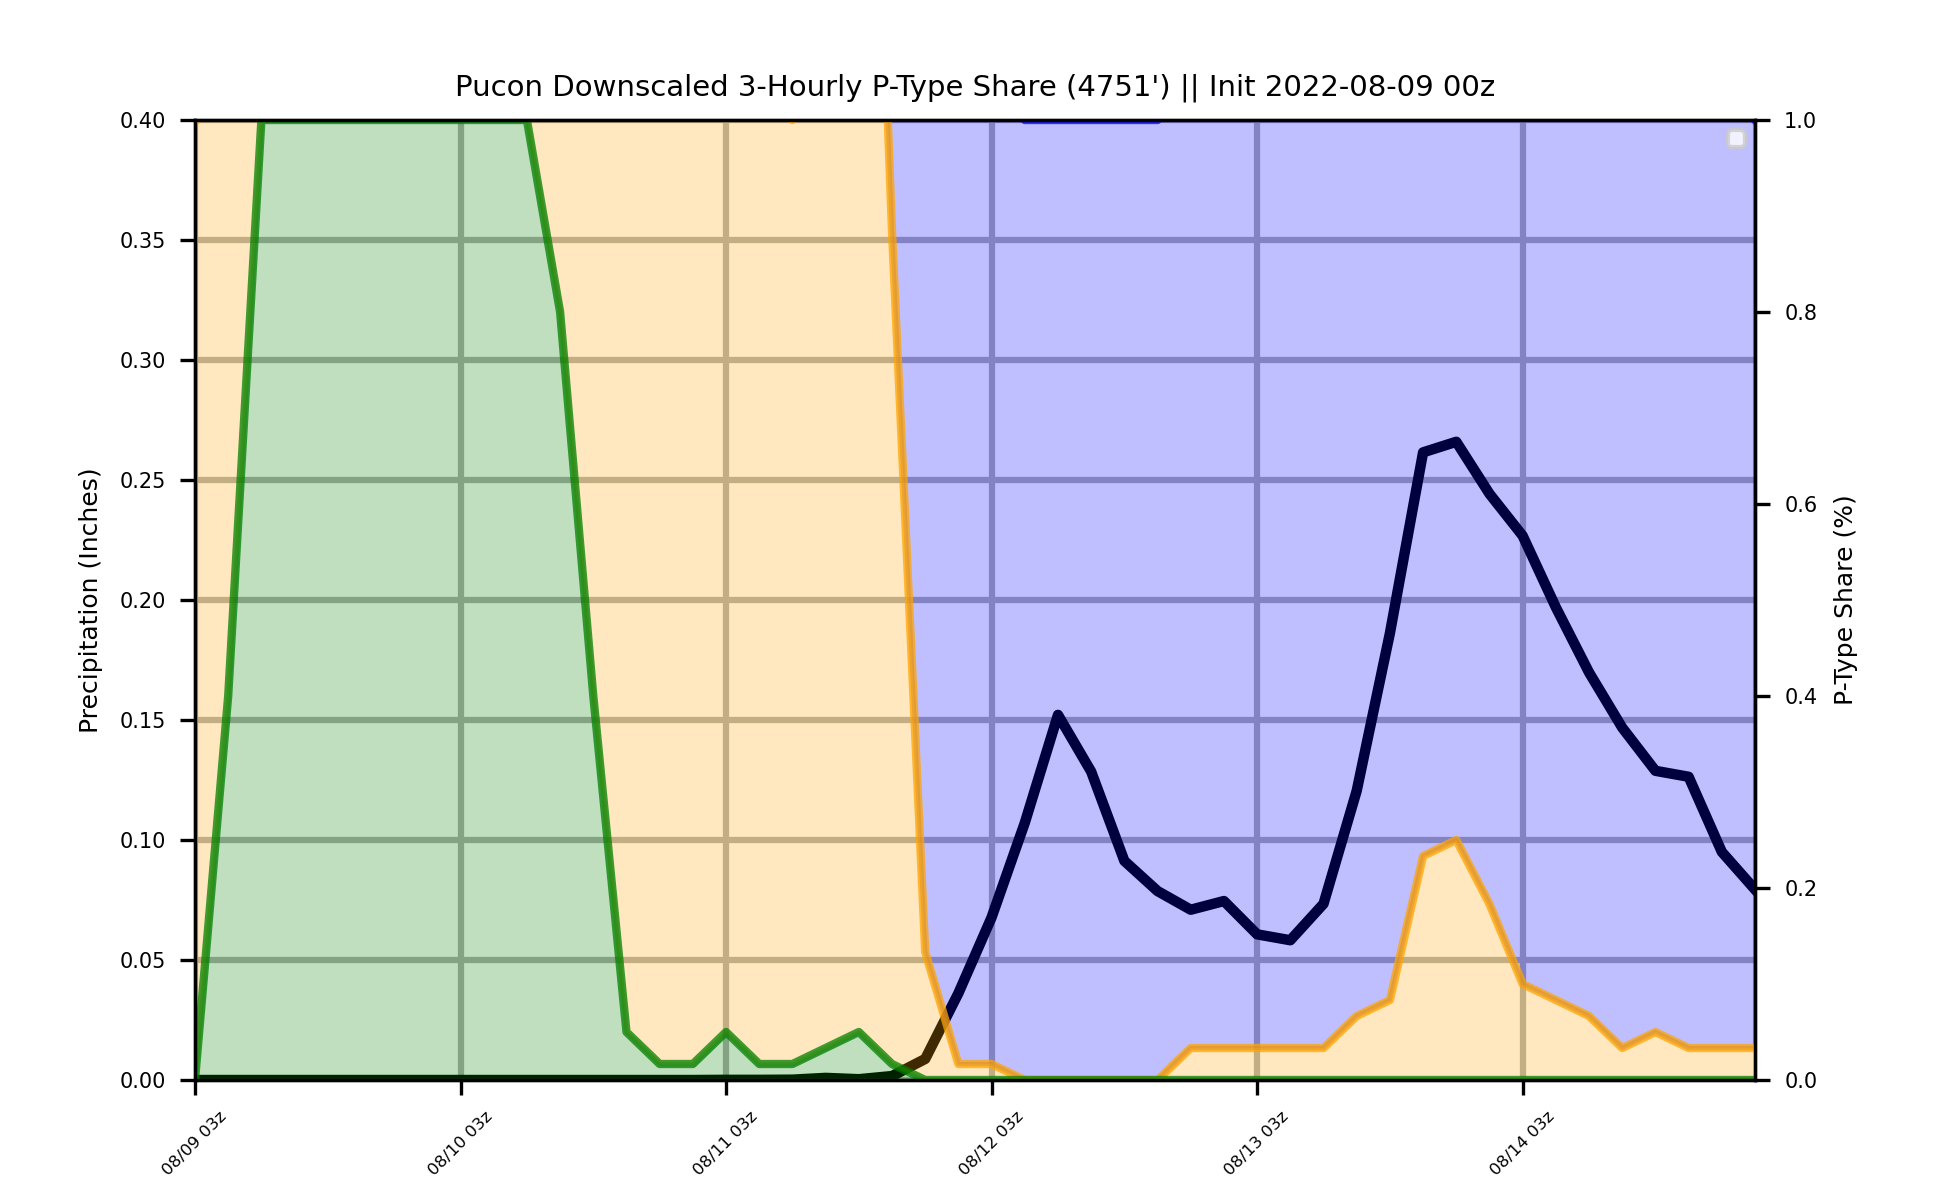 Pucon Downscaled 3-Hourly P-Type Share (4751') || Init 2022-08-09 00z
Precipitation (Inches)
0.40
0.35
0.30
0.25
0.20
0.15
0.10
0.05
0.00
1.0
0.8
0.6
0.4
0.2
0.0
P-Type Share (%)
08/09 03z
08/10 03z
08/11 03z
08/12 03z
08/13 03z
08/14 03z